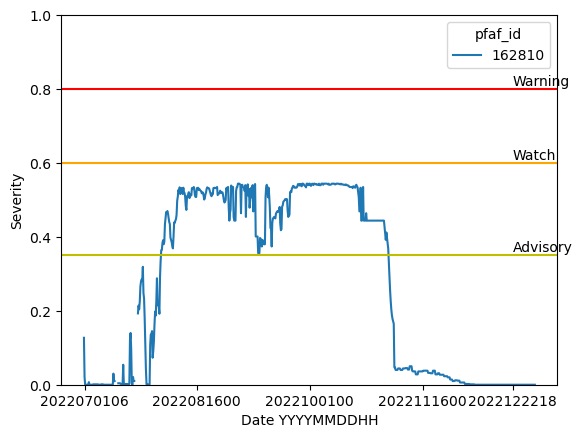 1.0
pfaf_id
162810
0.8
Warning
0.6
Watch
Severity
0.4
Advisory
0.2
0.0
2022070106
2022081600
2022100100
2022111600
2022122218
Date YYYYMMDDHH